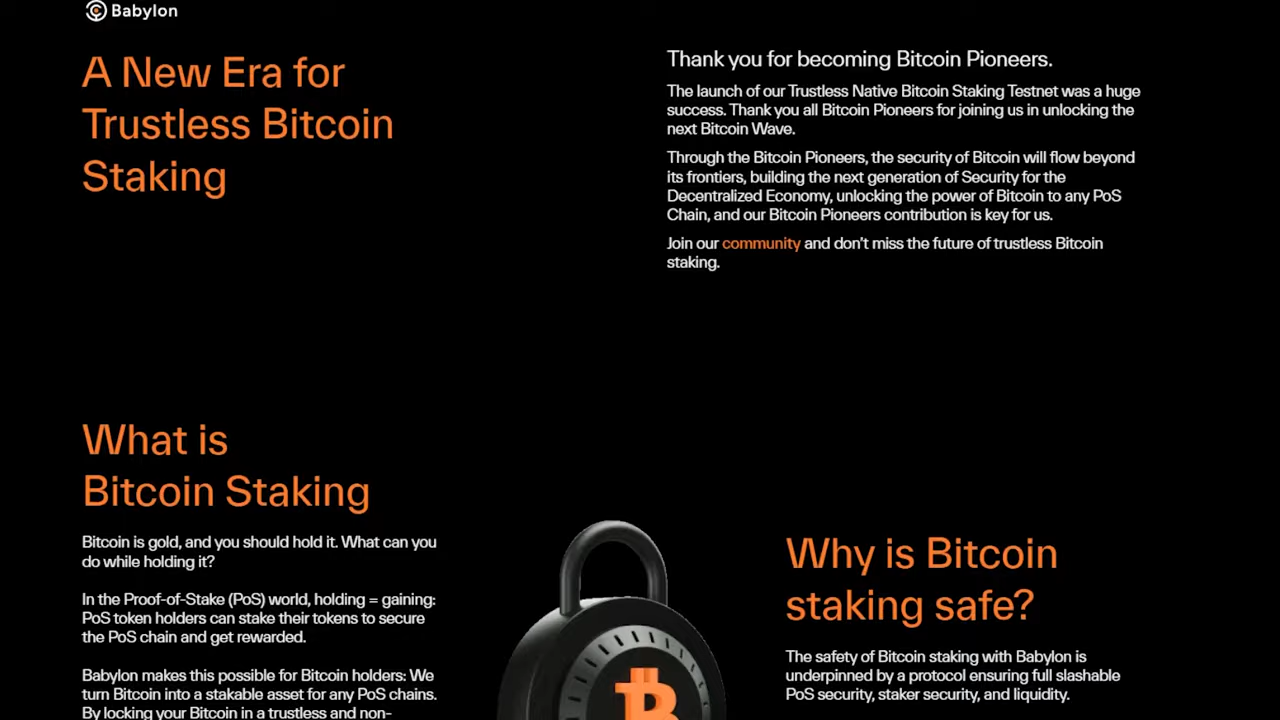 Babylon
A New Era for
Trustless Bitcoin
Staking
Thank you for becoming Bitcoin Pioneers.
The launch of our Trustless Native Bitcoin Staking Testnet was a huge
success. Thank you all Bitcoin Pioneers for joining us in unlocking the
next Bitcoin Wave.
Through the Bitcoin Pioneers, the security of Bitcoin will flow beyond
its frontiers, building the next generation of Security for the
Decentralized Economy, unlocking the power of Bitcoin to any PoS
Chain, and our Bitcoin Pioneers contribution is key for us.
Join our community and don't miss the future of trustless Bitcoin
staking.
What is
Bitcoin Staking
Bitcoin is gold, and you should hold it. What can you
do while holding it?
In the Proof-of-Stake (PoS) world, holding = gaining:
PoS token holders can stake their tokens to secure
the PoS chain and get rewarded.
Babylon makes this possible for Bitcoin holders: We
turn Bitcoin into a stakable asset for any PoS chains.
By locking your Bitcoin in a trustless and non-
Why is Bitcoin
staking safe?
The safety of Bitcoin staking with Babylon is
underpinned by a protocol ensuring full slashable
PoS security, staker security, and liquidity.